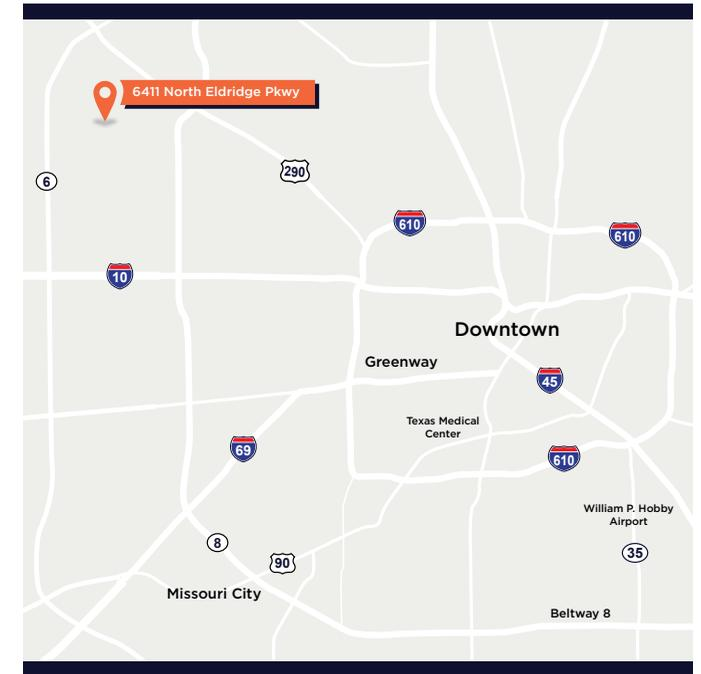 6411 North Eldridge Pkwy
290
6
610
610
10
Downtown
Greenway
45
Texas Medical
Center
69
610
William P. Hobby
Airport
8
35
90
Missouri City
Beltway 8